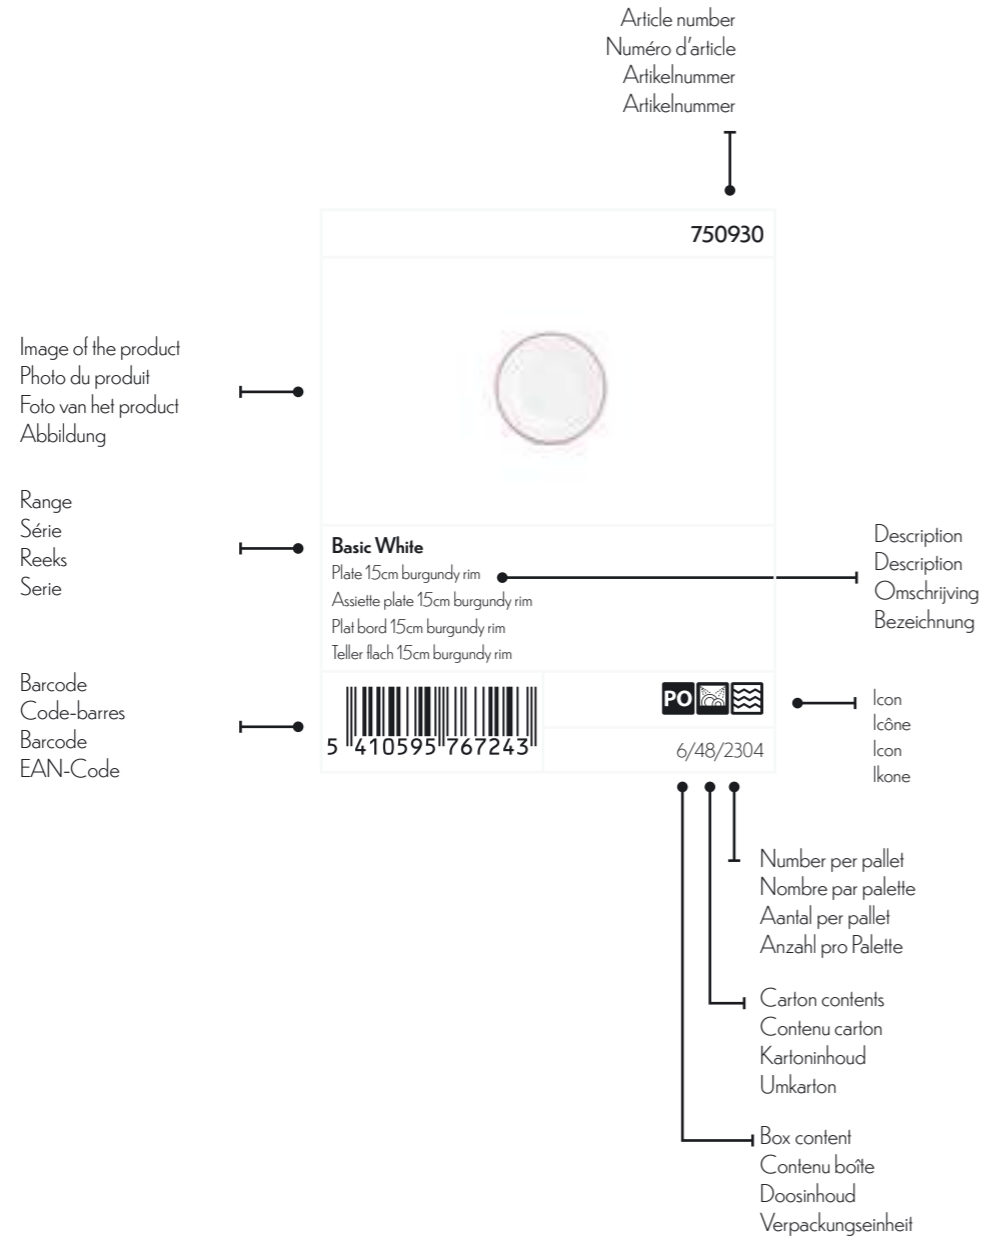 Article number
Numéro d'article
Artikelnummer
Artikelnummer
750930
Image of the product
Photo du produit
Foto van het product
Abbildung
Range
Série
Reeks
Serie
Basic White
Plate 15cm burgundy rim
Assiette plate 15cm burgundy rim
Plat bord 15cm burgundy rim
Teller flach 15cm burgundy rim
Description
Description
Omschrijving
Bezeichnung
Barcode
Code-barres
Barcode
EAN-Code
5 410595 767243
PO
6/48/2304
Icon
Icône
Icon
Ikone
Number per pallet
Nombre par palette
Aantal per pallet
Anzahl pro Palette
Carton contents
Contenu carton
Kartoninhoud
Umkarton
Box content
Contenu boîte
Doosinhoud
Verpackungseinheit